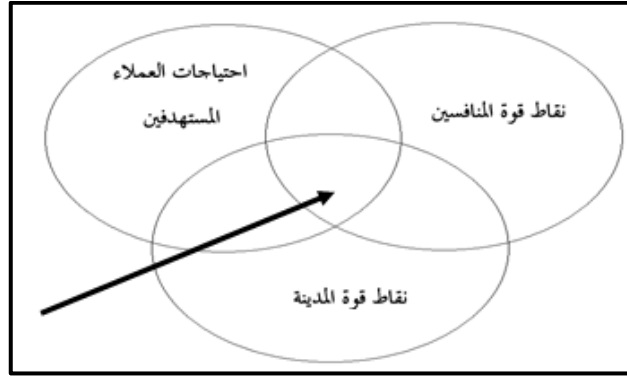 احتياجات العملاء
المستهدفين
نقاط قوة المنافسين
نقاط قوة المدينة